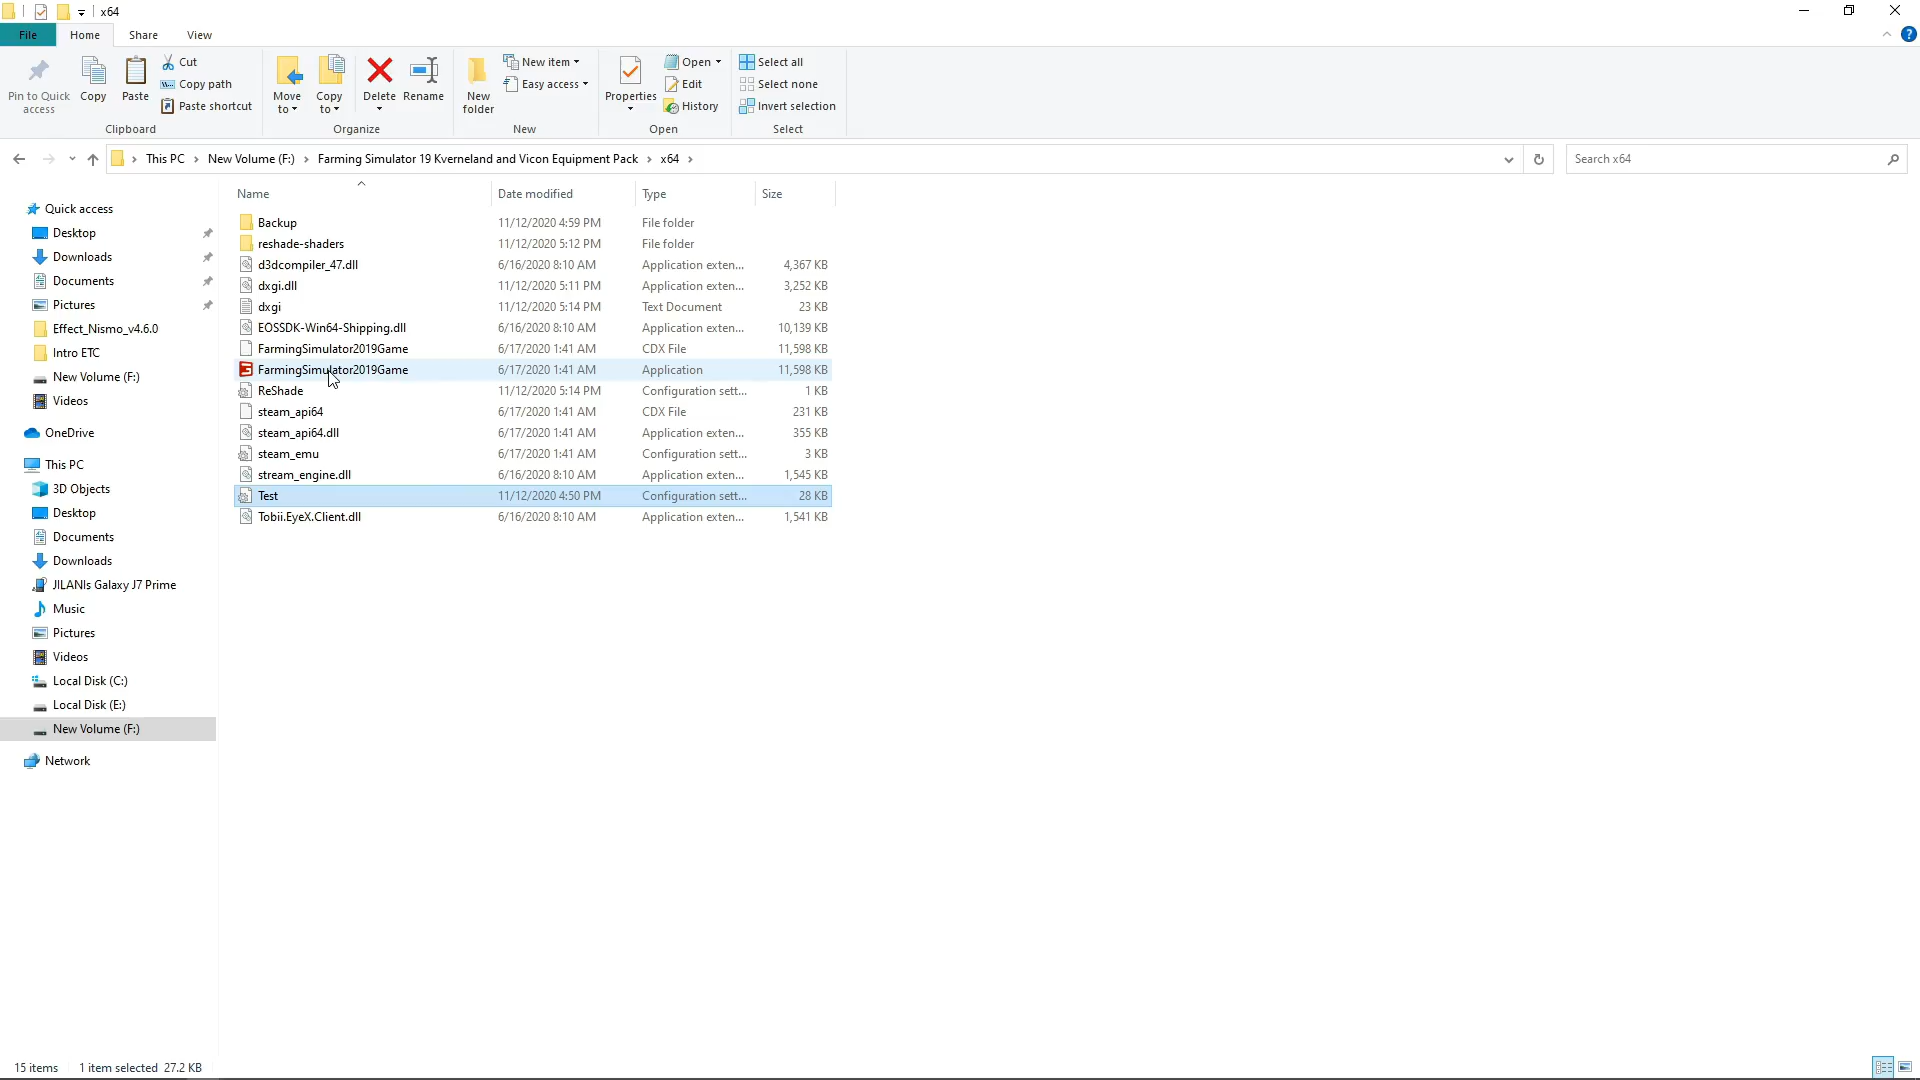 x64
File Home Share View
Pin to Quick access
Copy
Paste
Cut
Copy path
Paste shortcut
Clipboard
Move to
Copy to
Delete
Rename
Organize
New folder
New item
Easy access
New
Properties
Open
Edit
History
Open
Select all
Select none
Invert selection
Select
This PC New Volume (F:) Farming Simulator 19 Kverneland and Vicon Equipment Pack x64
Search x64
Quick access
Desktop
Downloads
Documents
Pictures
Effect_Nismo_v4.6.0
Intro ETC
New Volume (F:)
Videos
OneDrive
This PC
3D Objects
Desktop
Documents
Downloads
JILANIs Galaxy J7 Prime
Music
Pictures
Videos
Local Disk (C:)
Local Disk (E:)
New Volume (F:)
Network
Name Date modified Type Size
Backup 11/12/2020 4:59 PM File folder
reshade-shaders 11/12/2020 5:12 PM File folder
d3dcompiler_47.dll 6/16/2020 8:10 AM Application exten... 4,367 KB
dxgi.dll 11/12/2020 5:11 PM Application exten... 3,252 KB
dxgi 11/12/2020 5:14 PM Text Document 23 KB
EOSSDK-Win64-Shipping.dll 6/16/2020 8:10 AM Application exten... 10,139 KB
FarmingSimulator2019Game 6/17/2020 1:41 AM CDX File 11,598 KB
FarmingSimulator2019Game 6/17/2020 1:41 AM Application 11,598 KB
ReShade 11/12/2020 5:14 PM Configuration sett... 1 KB
steam_api64 6/17/2020 1:41 AM CDX File 231 KB
steam_api64.dll 6/17/2020 1:41 AM Application exten... 355 KB
steam_emu 6/17/2020 1:41 AM Configuration sett... 3 KB
stream_engine.dll 6/16/2020 8:10 AM Application exten... 1,545 KB
Test 11/12/2020 4:50 PM Configuration sett... 28 KB
Tobii.EyeX.Client.dll 6/16/2020 8:10 AM Application exten... 1,541 KB
15 items 1 item selected 27.2 KB